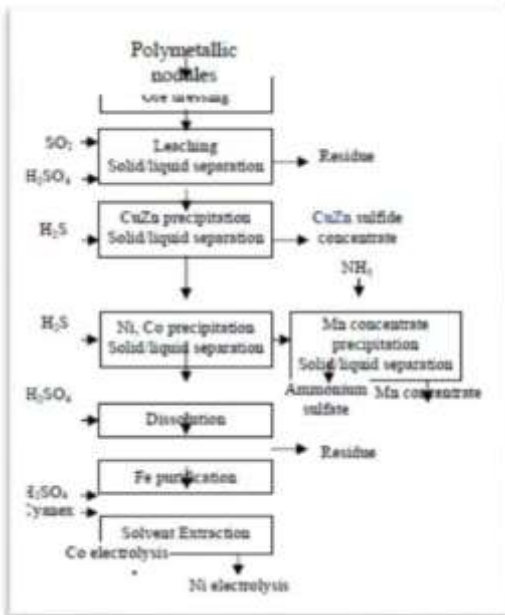 Polymetallic
nodules
SO₂
Leaching
Solid/liquid separation
Residue
H₂SO₄
CuZn precipitation
Solid/liquid separation
H₂S
CuZn sulfide
concentrate
NH₃
H₂S
Ni, Co precipitation
Solid/liquid separation
Mn concentrate
precipitation
Solid/liquid separation
H₂SO₄
Ammonium
sulfate
Mn concentrate
Dissolution
Residue
Fe purification
H₂SO₄
Cyanex
Solvent Extraction
Co electrolysis
Ni electrolysis